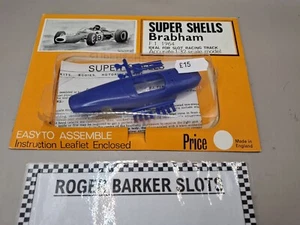 SUPER SHELLS
Brabham
F.1. 1964
IDEAL FOR SLOT RACING TRACK
Accurate 1:32 scale model
£15
SUPER
EASY TO ASSEMBLE
Instruction Leaflet Enclosed
Price
Made in
England
ROGER BARKER SLOTS